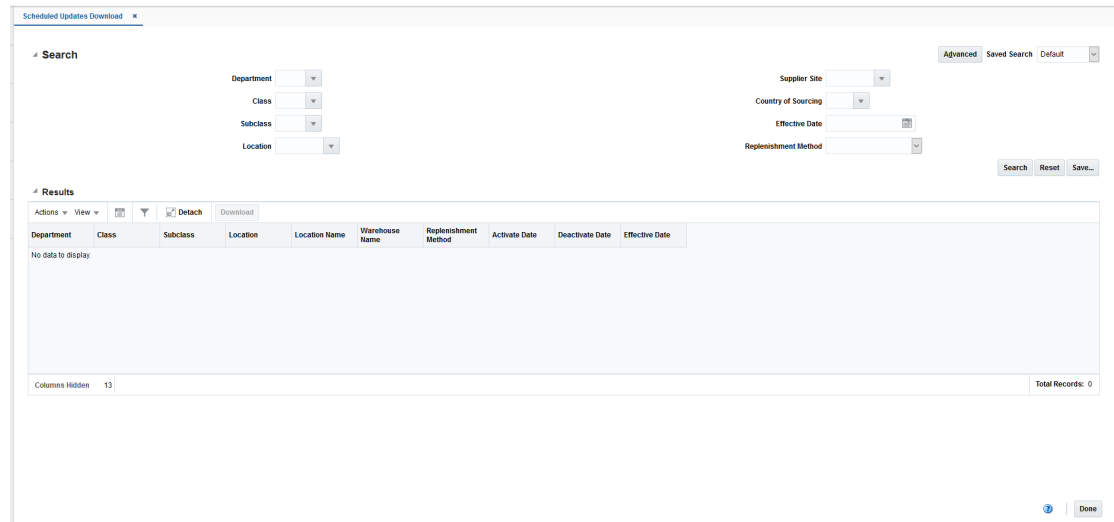 Scheduled Updates Download ×
Search
Advanced Saved Search Default
Department
Supplier Site
Class
Country of Sourcing
Subclass
Effective Date
Location
Replenishment Method
Search Reset Save...
Results
Actions View Detach Download
Department Class Subclass Location Location Name Warehouse Name Replenishment Method Activate Date Deactivate Date Effective Date
No data to display.
Columns Hidden 13
Total Records: 0
? Done